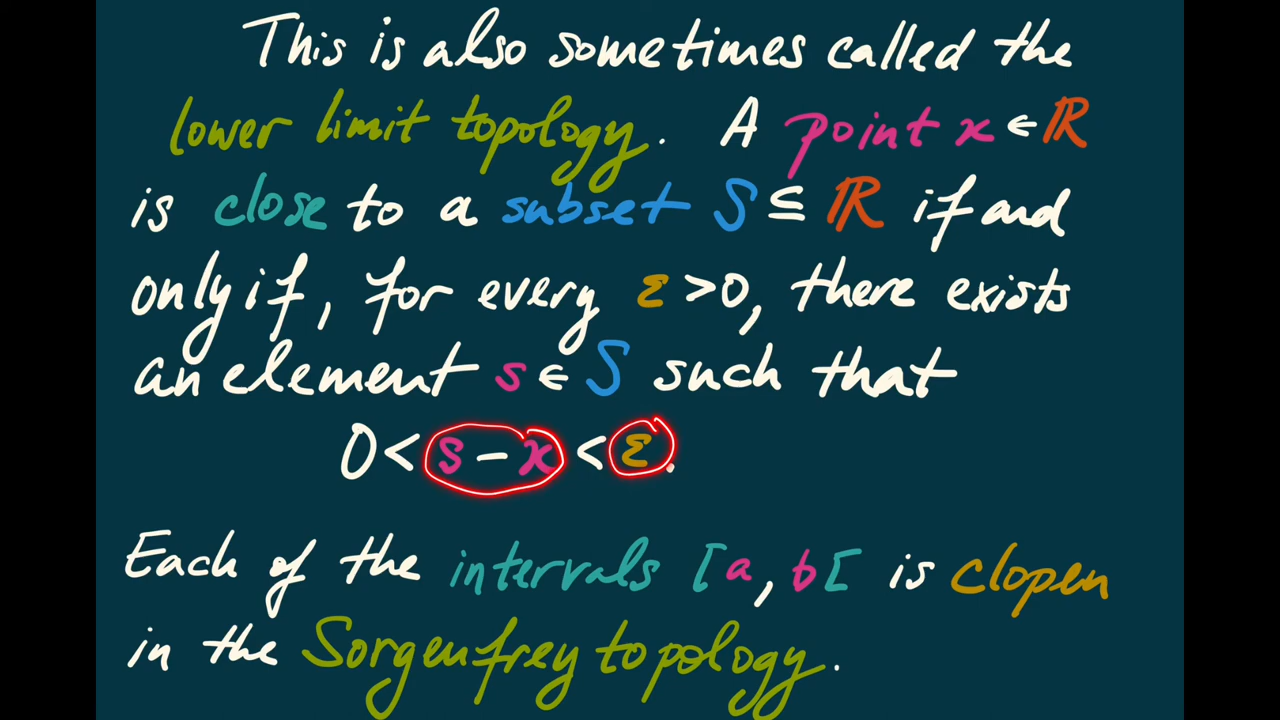 This is also sometimes called the
lower limit topology. A point x ∈ ℝ
is close to a subset S ⊆ ℝ if and
only if, for every ε > 0, there exists
an element s ∈ S such that
0 < s − x < ε.
Each of the intervals [a, b[ is clopen
in the Sorgenfrey topology.